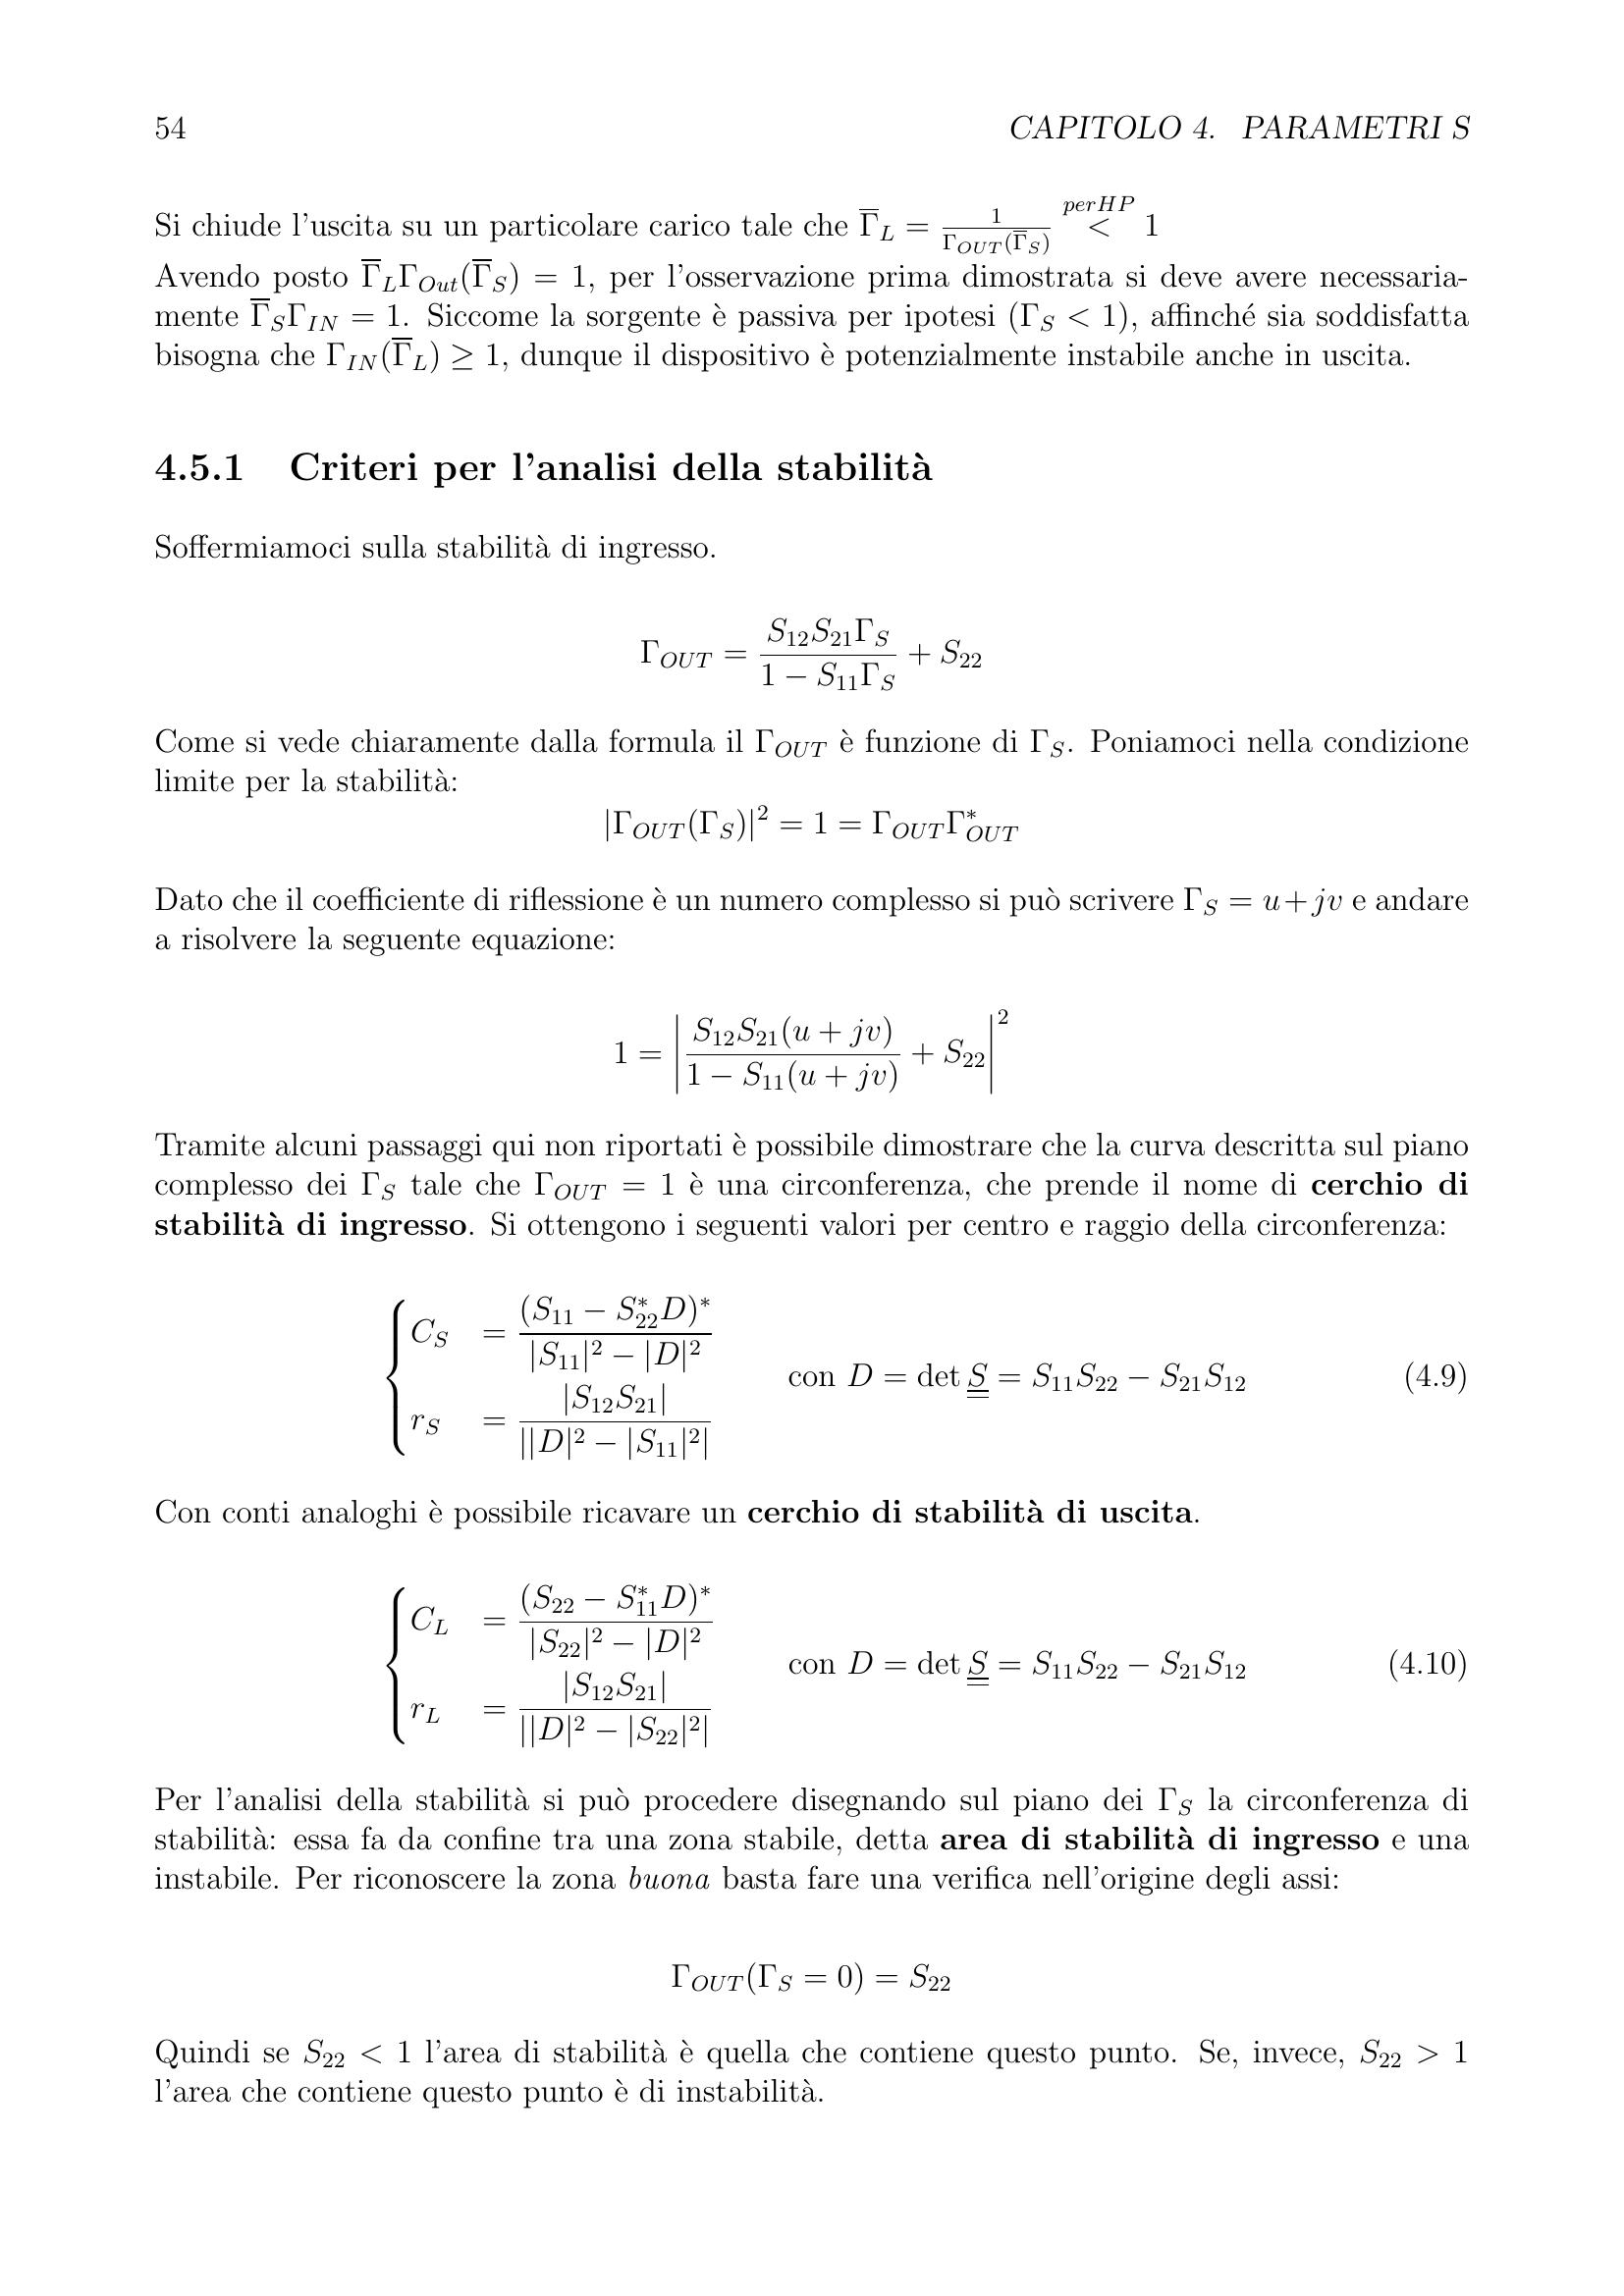 54 CAPITOLO 4. PARAMETRI S
Si chiude l'uscita su un particolare carico tale che $\overline{\Gamma}_L = \frac{1}{\Gamma_{OUT}(\overline{\Gamma}_S)} \overset{perHP}{<} 1$
Avendo posto $\overline{\Gamma}_L\Gamma_{Out}(\overline{\Gamma}_S) = 1$, per l'osservazione prima dimostrata si deve avere necessaria-
mente $\overline{\Gamma}_S\Gamma_{IN} = 1$. Siccome la sorgente è passiva per ipotesi ($\Gamma_S < 1$), affinché sia soddisfatta
bisogna che $\Gamma_{IN}(\overline{\Gamma}_L) \geq 1$, dunque il dispositivo è potenzialmente instabile anche in uscita.
4.5.1 Criteri per l'analisi della stabilità
Soffermiamoci sulla stabilità di ingresso.
$\Gamma_{OUT} = \frac{S_{12}S_{21}\Gamma_S}{1 - S_{11}\Gamma_S} + S_{22}$
Come si vede chiaramente dalla formula il $\Gamma_{OUT}$ è funzione di $\Gamma_S$. Poniamoci nella condizione
limite per la stabilità:
$|\Gamma_{OUT}(\Gamma_S)|^2 = 1 = \Gamma_{OUT}\Gamma^*_{OUT}$
Dato che il coefficiente di riflessione è un numero complesso si può scrivere $\Gamma_S = u + jv$ e andare
a risolvere la seguente equazione:
$1 = \left|\frac{S_{12}S_{21}(u + jv)}{1 - S_{11}(u + jv)} + S_{22}\right|^2$
Tramite alcuni passaggi qui non riportati è possibile dimostrare che la curva descritta sul piano
complesso dei $\Gamma_S$ tale che $\Gamma_{OUT} = 1$ è una circonferenza, che prende il nome di cerchio di
stabilità di ingresso. Si ottengono i seguenti valori per centro e raggio della circonferenza:
$\begin{cases} C_S &= \frac{(S_{11} - S^*_{22}D)^*}{|S_{11}|^2 - |D|^2} \\ r_S &= \frac{|S_{12}S_{21}|}{||D|^2 - |S_{11}|^2|} \end{cases}$ con $D = \det \underline{\underline{S}} = S_{11}S_{22} - S_{21}S_{12}$ (4.9)
Con conti analoghi è possibile ricavare un cerchio di stabilità di uscita.
$\begin{cases} C_L &= \frac{(S_{22} - S^*_{11}D)^*}{|S_{22}|^2 - |D|^2} \\ r_L &= \frac{|S_{12}S_{21}|}{||D|^2 - |S_{22}|^2|} \end{cases}$ con $D = \det \underline{\underline{S}} = S_{11}S_{22} - S_{21}S_{12}$ (4.10)
Per l'analisi della stabilità si può procedere disegnando sul piano dei $\Gamma_S$ la circonferenza di
stabilità: essa fa da confine tra una zona stabile, detta area di stabilità di ingresso e una
instabile. Per riconoscere la zona buona basta fare una verifica nell'origine degli assi:
$\Gamma_{OUT}(\Gamma_S = 0) = S_{22}$
Quindi se $S_{22} < 1$ l'area di stabilità è quella che contiene questo punto. Se, invece, $S_{22} > 1$
l'area che contiene questo punto è di instabilità.